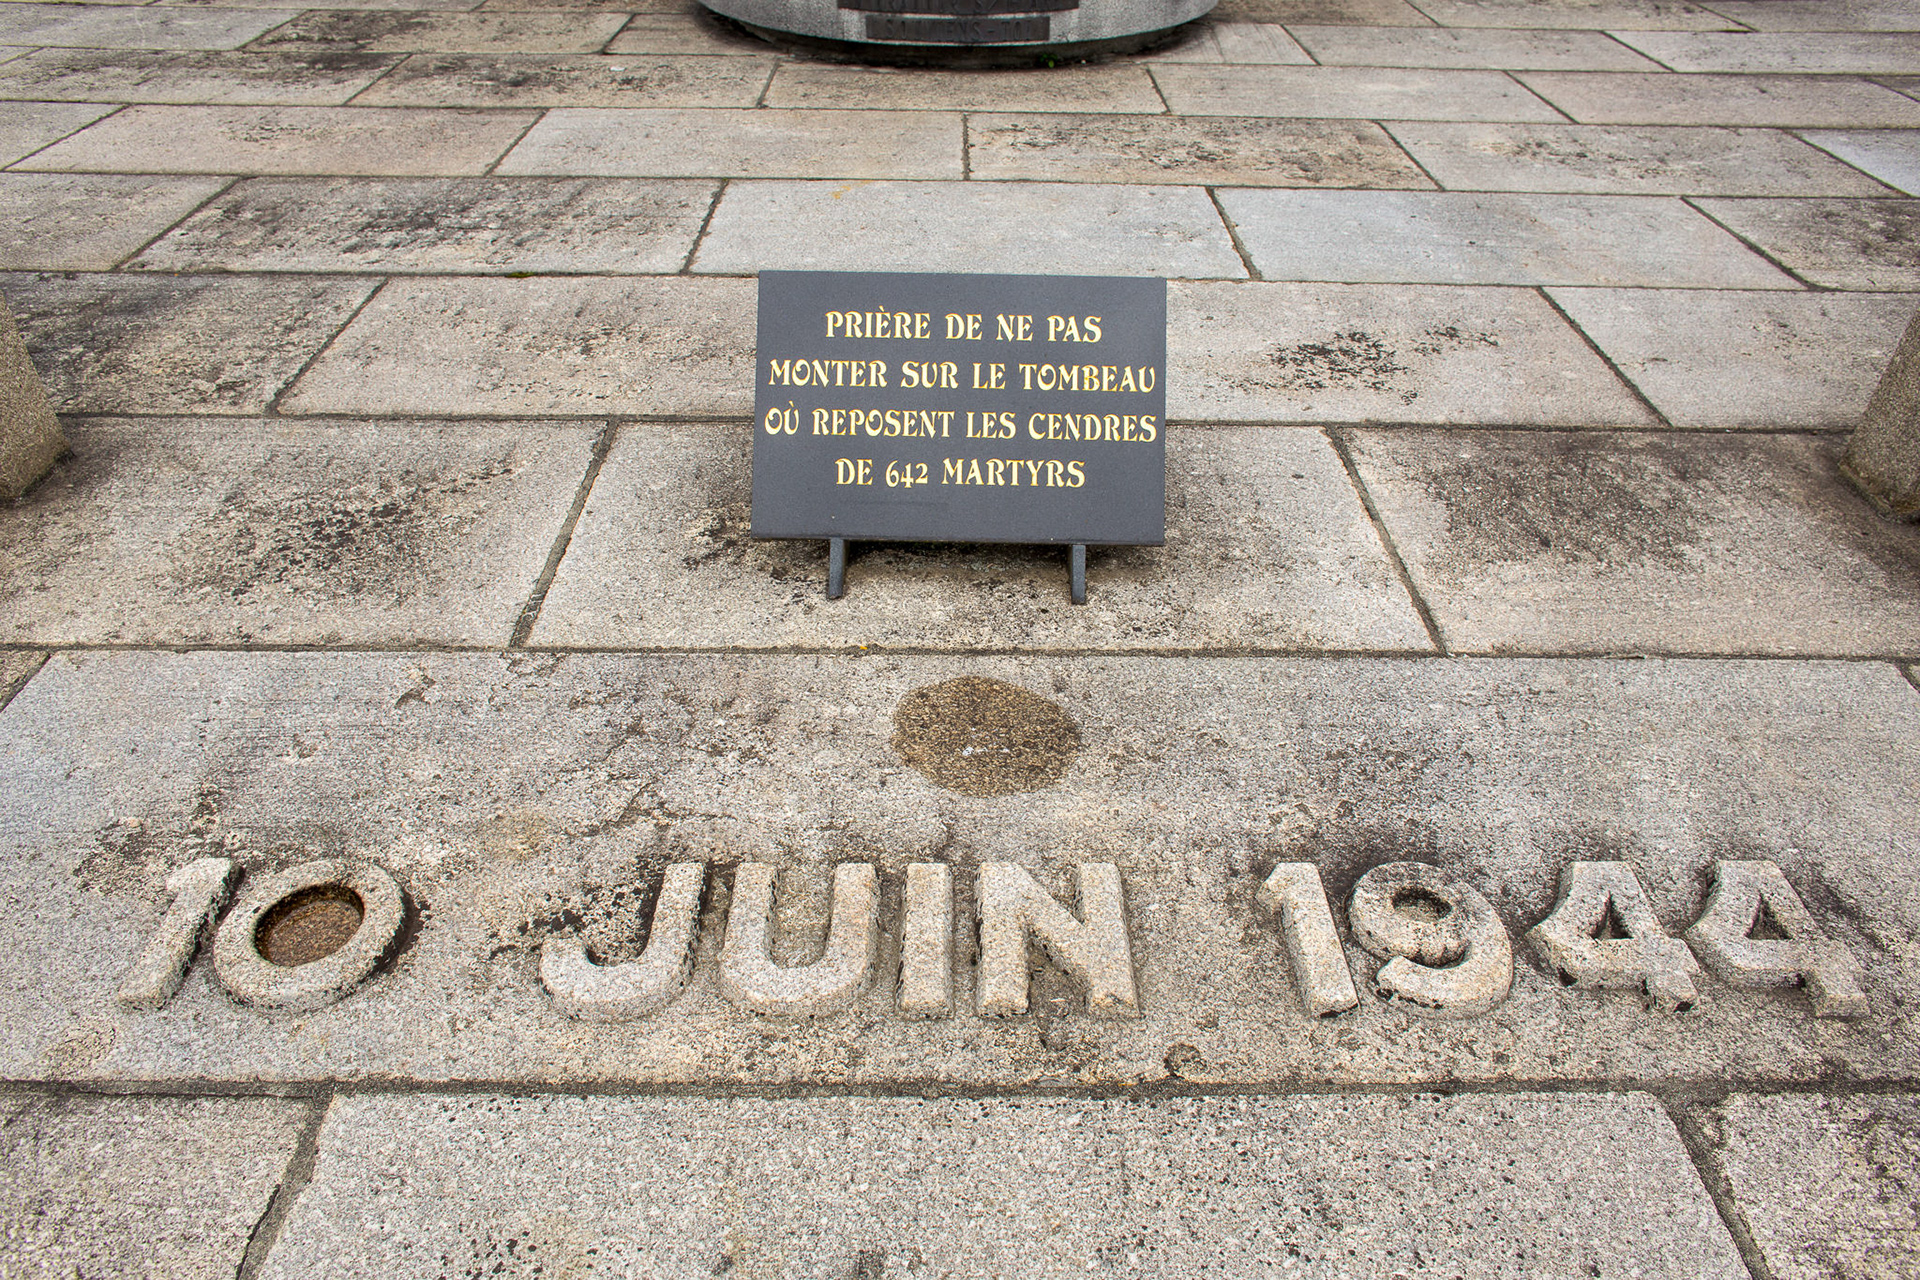 PRIÈRE DE NE PAS
MONTER SUR LE TOMBEAU
OÙ REPOSENT LES CENDRES
DE 642 MARTYRS
10 JUIN 1944